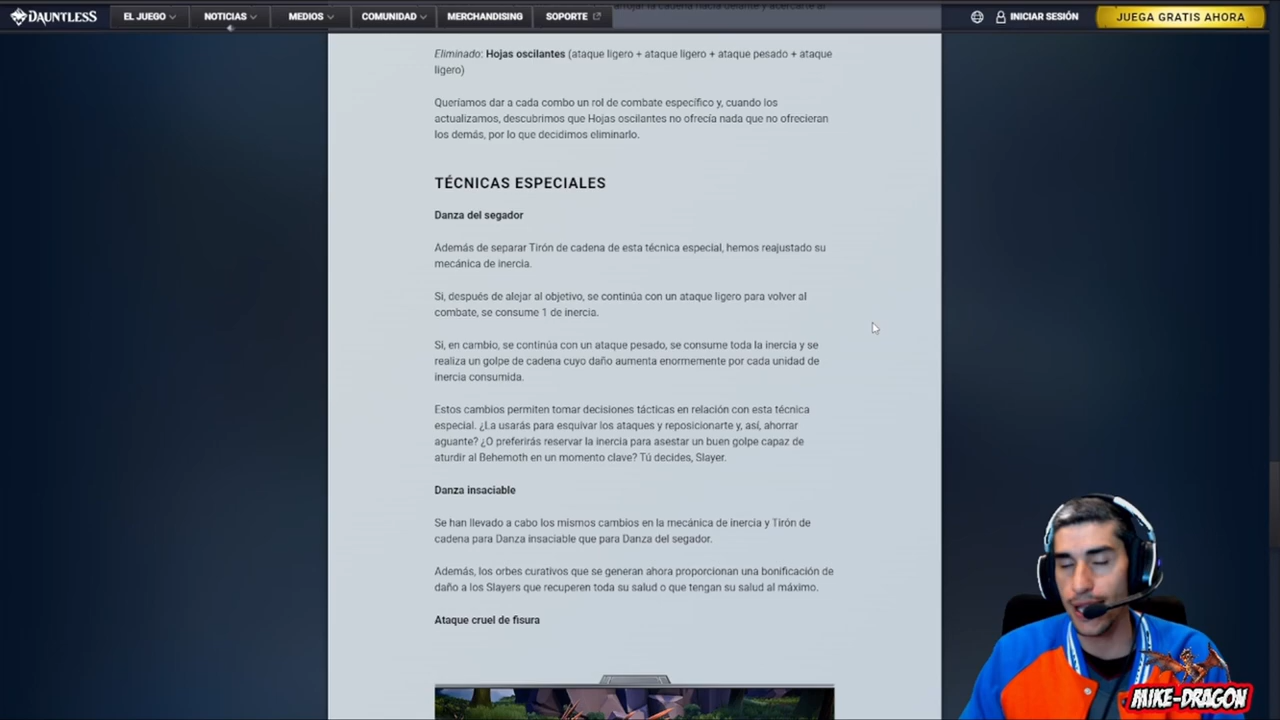 DAUNTLESS
EL JUEGO
NOTICIAS
MEDIOS
COMUNIDAD
MERCHANDISING
SOPORTE
INICIAR SESIÓN
JUEGA GRATIS AHORA
Eliminado: Hojas oscilantes (ataque ligero + ataque ligero + ataque pesado + ataque
ligero)
Queríamos dar a cada combo un rol de combate específico y, cuando los
actualizamos, descubrimos que Hojas oscilantes no ofrecía nada que no ofrecieran
los demás, por lo que decidimos eliminarlo.
TÉCNICAS ESPECIALES
Danza del segador
Además de separar Tirón de cadena de esta técnica especial, hemos reajustado su
mecánica de inercia.
Si, después de alejar al objetivo, se continúa con un ataque ligero para volver al
combate, se consume 1 de inercia.
Si, en cambio, se continúa con un ataque pesado, se consume toda la inercia y se
realiza un golpe de cadena cuyo daño aumenta enormemente por cada unidad de
inercia consumida.
Estos cambios permiten tomar decisiones tácticas en relación con esta técnica
especial. ¿La usarás para esquivar los ataques y reposicionarte y, así, ahorrar
aguante? ¿O preferirás reservar la inercia para asestar un buen golpe capaz de
aturdir al Behemoth en un momento clave? Tú decides, Slayer.
Danza insaciable
Se han llevado a cabo los mismos cambios en la mecánica de inercia y Tirón de
cadena para Danza insaciable que para Danza del segador.
Además, los orbes curativos que se generan ahora proporcionan una bonificación de
daño a los Slayers que recuperen toda su salud o que tengan su salud al máximo.
Ataque cruel de fisura
MIKE-DRAGON